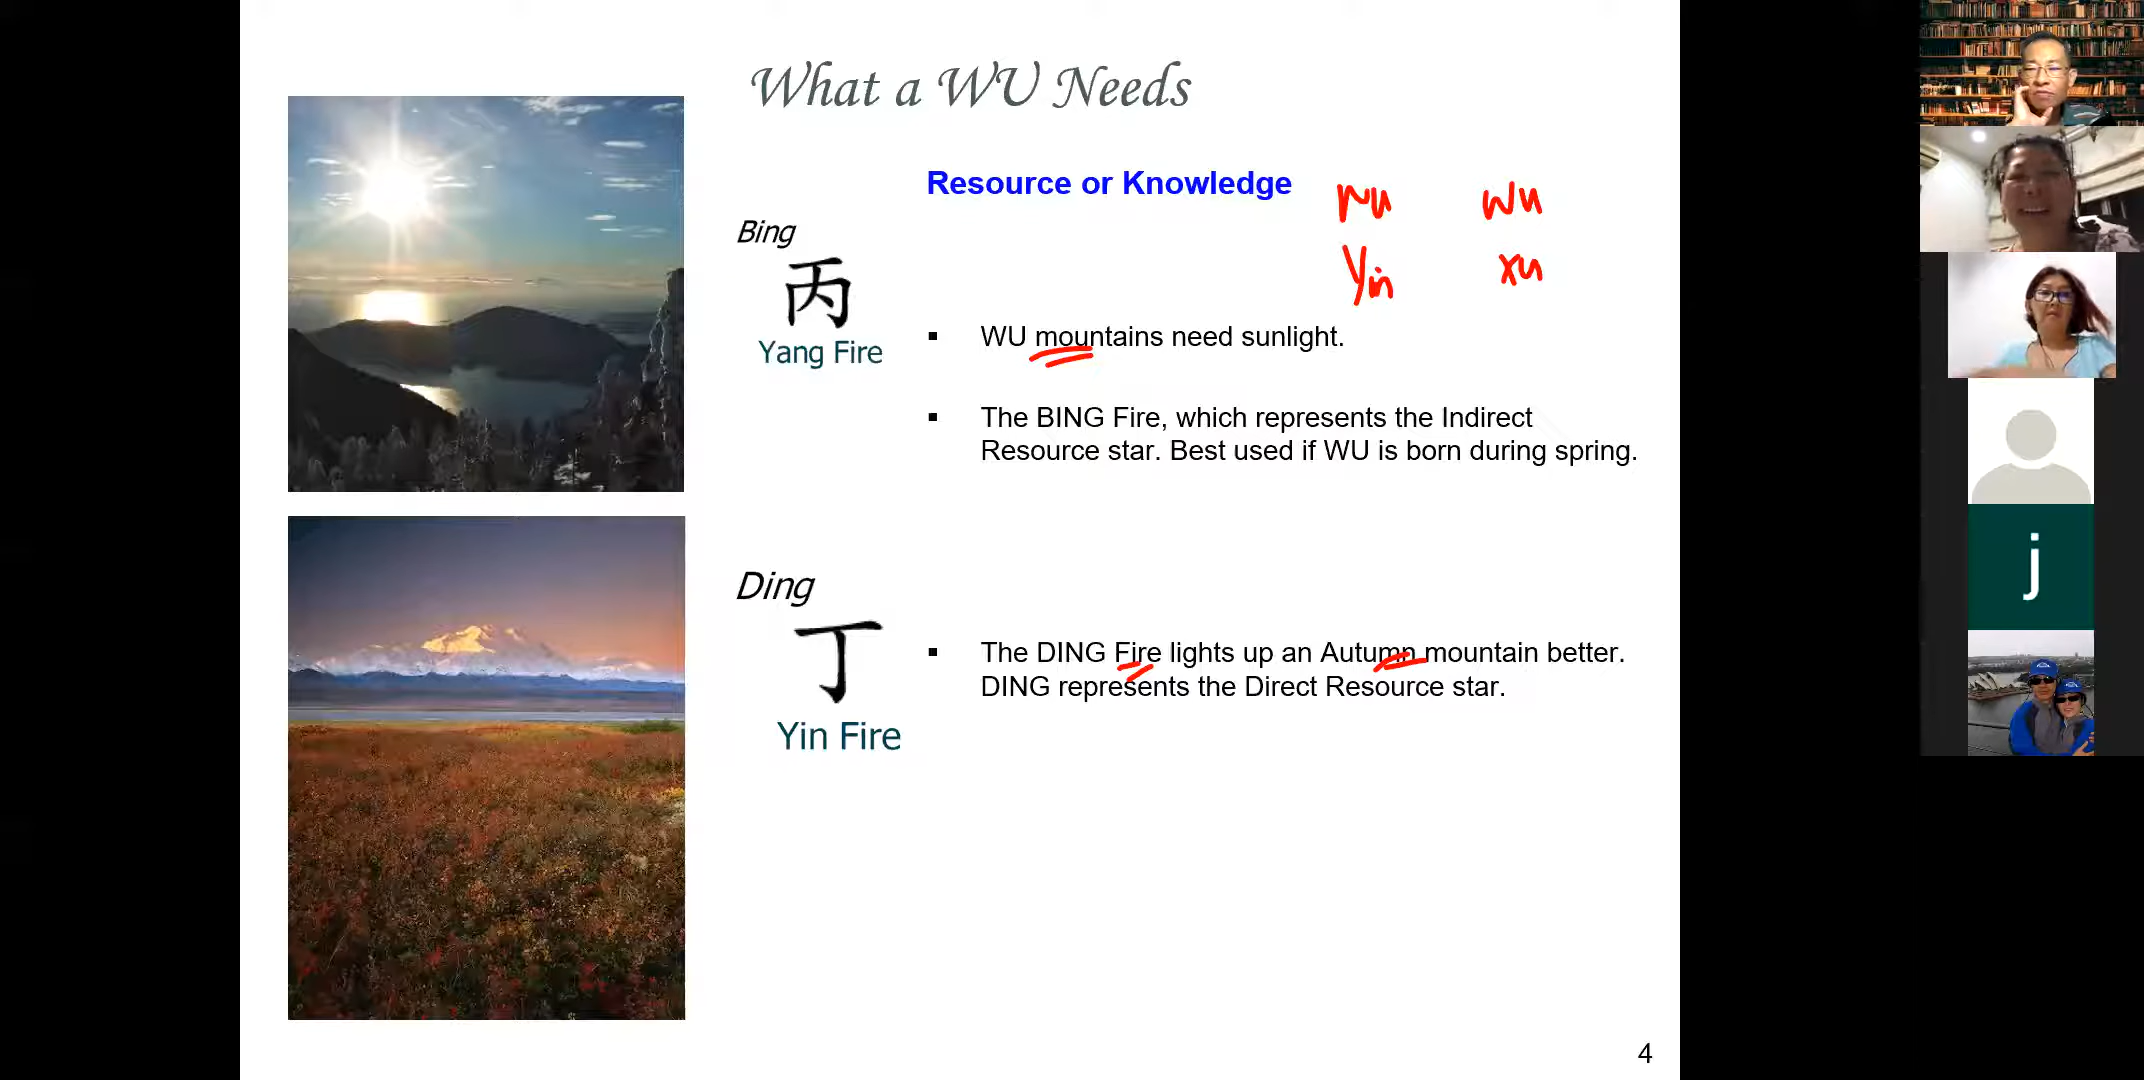 What a WU Needs
Resource or Knowledge
wu wu
Yin xu
Bing
丙
Yang Fire
▪ WU mountains need sunlight.
▪ The BING Fire, which represents the Indirect
Resource star. Best used if WU is born during spring.
Ding
丁
Yin Fire
▪ The DING Fire lights up an Autumn mountain better.
DING represents the Direct Resource star.
4
j